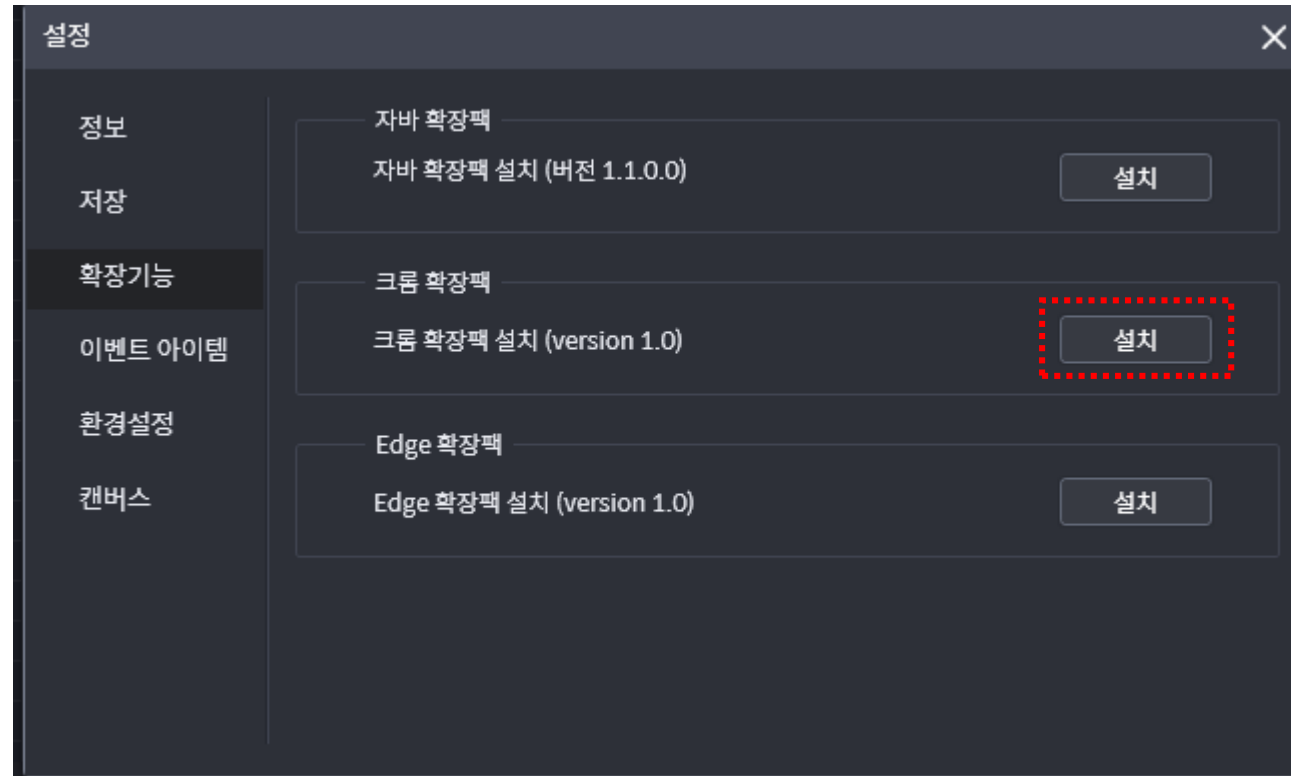 설정
정보
저장
확장기능
이벤트 아이템
환경설정
캔버스
자바 확장팩
자바 확장팩 설치 (버전 1.1.0.0)
설치
크롬 확장팩
크롬 확장팩 설치 (version 1.0)
설치
Edge 확장팩
Edge 확장팩 설치 (version 1.0)
설치